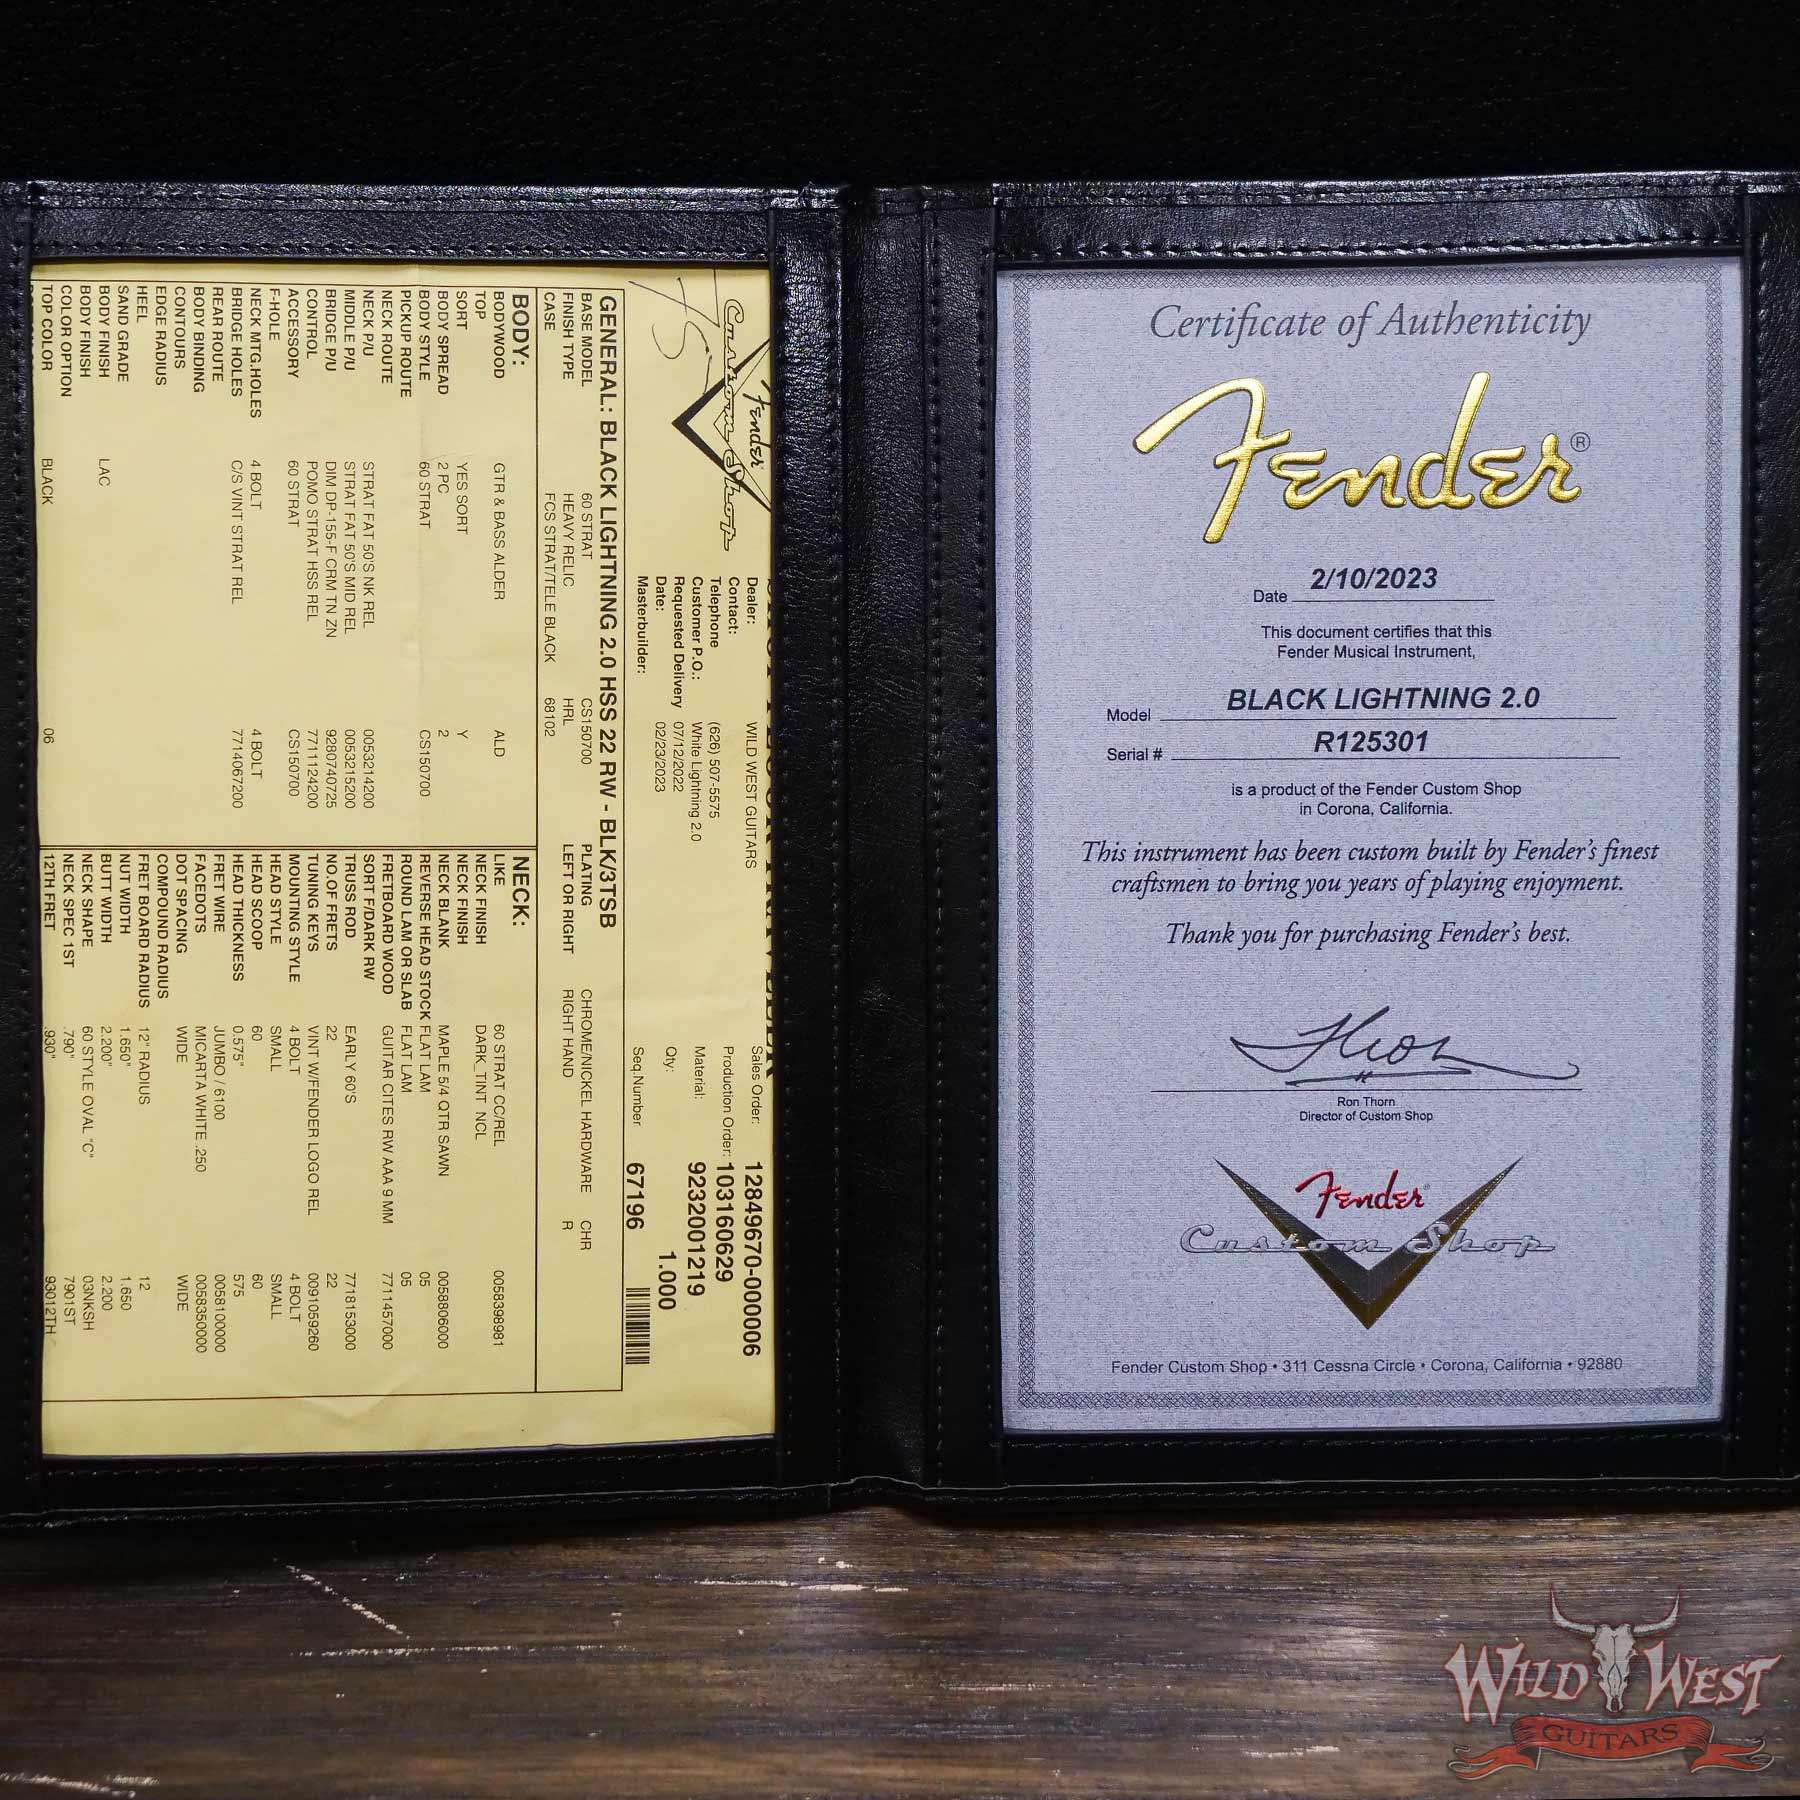 Fender
Custom Shop
Dealer: WILD WEST GUITARS
Contact:
Telephone (626) 507-5575
Customer P.O.: White Lightning 2.0
Requested Delivery 07/12/2022
Date: 02/23/2023
Masterbuilder:
Sales Order: 12849670-000006
Production Order: 103160629
Material: 9232001219
Qty: 1.000
Seq.Number 67196
GENERAL: BLACK LIGHTNING 2.0 HSS 22 RW - BLK/3TSB
BASE MODEL 60 STRAT CS150700 PLATING CHROME/NICKEL HARDWARE CHR
FINISH TYPE HEAVY RELIC HRL LEFT OR RIGHT RIGHT HAND R
CASE FCS STRAT/TELE BLACK 68102
BODY:
BODYWOOD GTR & BASS ALDER ALD
TOP
SORT YES SORT Y
BODY SPREAD 2 PC 2
BODY STYLE 60 STRAT CS150700
PICKUP ROUTE
NECK ROUTE
NECK P/U STRAT FAT 50'S NK REL 0053214200
MIDDLE P/U STRAT FAT 50'S MID REL 0053215200
BRIDGE P/U DIM DP-155-F CRM TN ZN 9280740725
CONTROL POMO STRAT HSS REL 7711124200
ACCESSORY 60 STRAT CS150700
F-HOLE
NECK MTG.HOLES 4 BOLT 4 BOLT
BRIDGE HOLES C/S VINT STRAT REL 7714067200
REAR ROUTE
BODY BINDING
CONTOURS
EDGE RADIUS
HEEL
SAND GRADE
BODY FINISH LAC
BODY FINISH
COLOR OPTION
TOP COLOR BLACK 06
NECK:
LIKE 60 STRAT CC/REL 0058398981
NECK FINISH DARK_TINT NCL
NECK FINISH
NECK BLANK MAPLE 5/4 QTR SAWN 0058806000
REVERSE HEAD STOCK FLAT LAM 05
ROUND LAM OR SLAB FLAT LAM 05
FRETBOARD WOOD GUITAR CITES RW AAA 9 MM 7711457000
SORT F/DARK RW
TRUSS ROD EARLY 60'S 7718153000
NO.OF FRETS 22 22
TUNING KEYS VINT W/FENDER LOGO REL 0091059260
MOUNTING STYLE 4 BOLT 4 BOLT
HEAD STYLE SMALL SMALL
HEAD SCOOP 60 60
HEAD THICKNESS 0.575" 575
FRET WIRE JUMBO / 6100 0058100000
FACEDOTS MICARTA WHITE .250 0058350000
DOT SPACING WIDE WIDE
COMPOUND RADIUS
FRET BOARD RADIUS 12" RADIUS 12
NUT WIDTH 1.650" 1.650
BUTT WIDTH 2.200" 2.200
NECK SHAPE 60 STYLE OVAL "C" 03NKSH
NECK SPEC 1ST .790" 7901ST
12TH FRET .930" 93012TH
Certificate of Authenticity
Fender®
Date 2/10/2023
This document certifies that this
Fender Musical Instrument,
Model BLACK LIGHTNING 2.0
Serial # R125301
is a product of the Fender Custom Shop
in Corona, California.
This instrument has been custom built by Fender's finest
craftsmen to bring you years of playing enjoyment.
Thank you for purchasing Fender's best.
Ron Thorn
Director of Custom Shop
Fender
Custom Shop
Fender Custom Shop • 311 Cessna Circle • Corona, California • 92880
WILD WEST
GUITARS